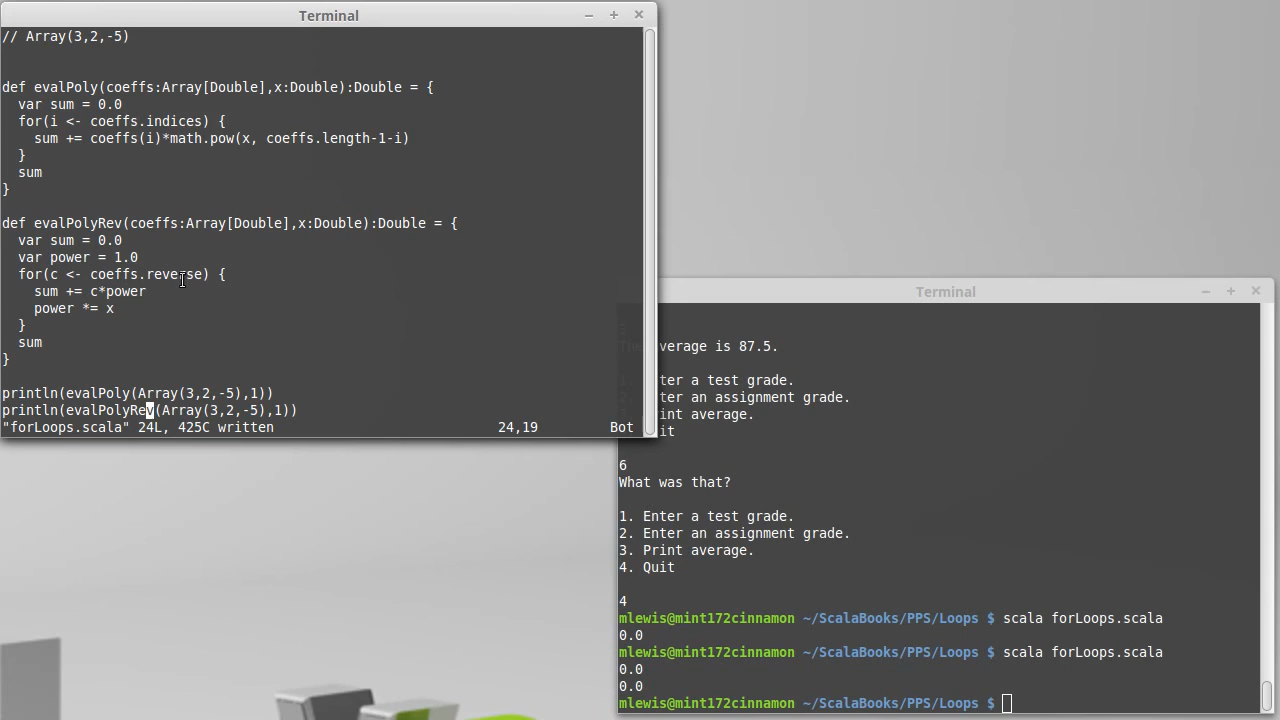 Terminal
// Array(3,2,-5)
def evalPoly(coeffs:Array[Double],x:Double):Double = {
  var sum = 0.0
  for(i <- coeffs.indices) {
    sum += coeffs(i)*math.pow(x, coeffs.length-1-i)
  }
  sum
}
def evalPolyRev(coeffs:Array[Double],x:Double):Double = {
  var sum = 0.0
  var power = 1.0
  for(c <- coeffs.reverse) {
    sum += c*power
    power *= x
  }
  sum
}
println(evalPoly(Array(3,2,-5),1))
println(evalPolyRev(Array(3,2,-5),1))
"forLoops.scala" 24L, 425C written 24,19 Bot
Terminal
verage is 87.5.
ter a test grade.
ter an assignment grade.
int average.
it
6
What was that?
1. Enter a test grade.
2. Enter an assignment grade.
3. Print average.
4. Quit
4
mlewis@mint172cinnamon ~/ScalaBooks/PPS/Loops $ scala forLoops.scala
0.0
mlewis@mint172cinnamon ~/ScalaBooks/PPS/Loops $ scala forLoops.scala
0.0
0.0
mlewis@mint172cinnamon ~/ScalaBooks/PPS/Loops $